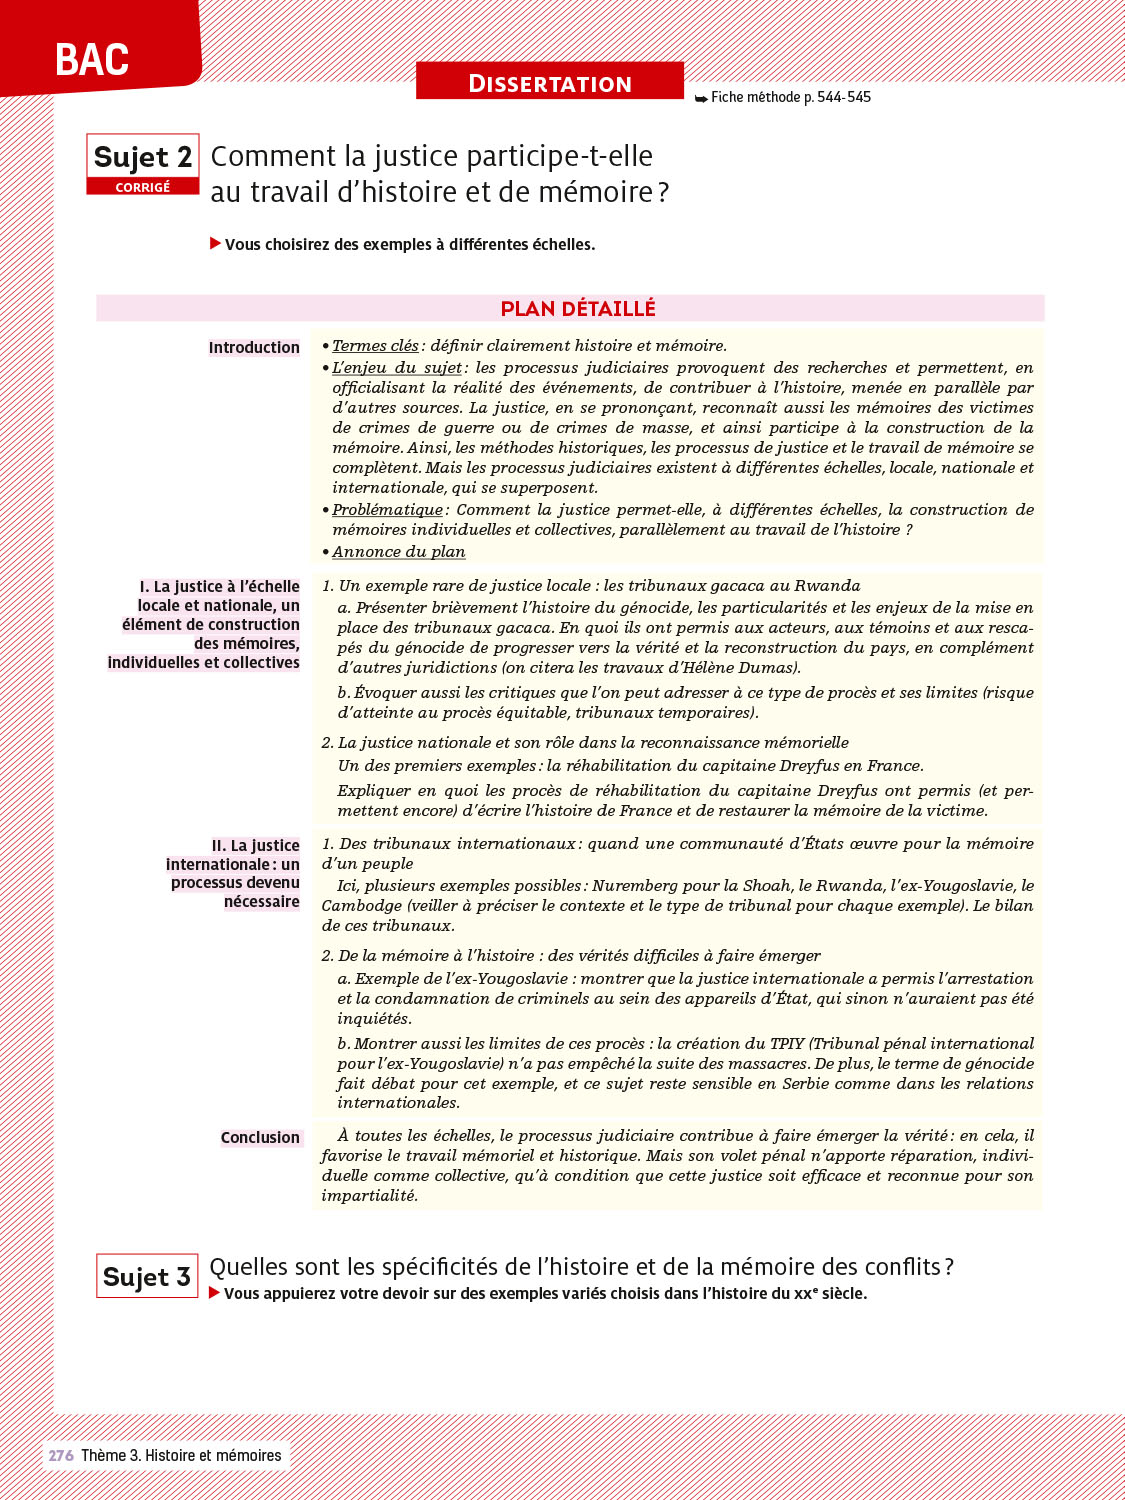 BAC
DISSERTATION
➥ Fiche méthode p. 544-545
Sujet 2
CORRIGÉ
Comment la justice participe-t-elle
au travail d’histoire et de mémoire ?
▶ Vous choisirez des exemples à différentes échelles.
PLAN DÉTAILLÉ
Introduction
• Termes clés : définir clairement histoire et mémoire.
• L’enjeu du sujet : les processus judiciaires provoquent des recherches et permettent, en
officialisant la réalité des événements, de contribuer à l’histoire, menée en parallèle par
d’autres sources. La justice, en se prononçant, reconnaît aussi les mémoires des victimes
de crimes de guerre ou de crimes de masse, et ainsi participe à la construction de la
mémoire. Ainsi, les méthodes historiques, les processus de justice et le travail de mémoire se
complètent. Mais les processus judiciaires existent à différentes échelles, locale, nationale et
internationale, qui se superposent.
• Problématique : Comment la justice permet-elle, à différentes échelles, la construction de
mémoires individuelles et collectives, parallèlement au travail de l’histoire ?
• Annonce du plan
I. La justice à l’échelle
locale et nationale, un
élément de construction
des mémoires,
individuelles et collectives
1. Un exemple rare de justice locale : les tribunaux gacaca au Rwanda
a. Présenter brièvement l’histoire du génocide, les particularités et les enjeux de la mise en
place des tribunaux gacaca. En quoi ils ont permis aux acteurs, aux témoins et aux resca-
pés du génocide de progresser vers la vérité et la reconstruction du pays, en complément
d’autres juridictions (on citera les travaux d’Hélène Dumas).
b. Évoquer aussi les critiques que l’on peut adresser à ce type de procès et ses limites (risque
d’atteinte au procès équitable, tribunaux temporaires).
2. La justice nationale et son rôle dans la reconnaissance mémorielle
Un des premiers exemples : la réhabilitation du capitaine Dreyfus en France.
Expliquer en quoi les procès de réhabilitation du capitaine Dreyfus ont permis (et per-
mettent encore) d’écrire l’histoire de France et de restaurer la mémoire de la victime.
II. La justice
internationale : un
processus devenu
nécessaire
1. Des tribunaux internationaux : quand une communauté d’États œuvre pour la mémoire
d’un peuple
Ici, plusieurs exemples possibles : Nuremberg pour la Shoah, le Rwanda, l’ex-Yougoslavie, le
Cambodge (veiller à préciser le contexte et le type de tribunal pour chaque exemple). Le bilan
de ces tribunaux.
2. De la mémoire à l’histoire : des vérités difficiles à faire émerger
a. Exemple de l’ex-Yougoslavie : montrer que la justice internationale a permis l’arrestation
et la condamnation de criminels au sein des appareils d’État, qui sinon n’auraient pas été
inquiétés.
b. Montrer aussi les limites de ces procès : la création du TPIY (Tribunal pénal international
pour l’ex-Yougoslavie) n’a pas empêché la suite des massacres. De plus, le terme de génocide
fait débat pour cet exemple, et ce sujet reste sensible en Serbie comme dans les relations
internationales.
Conclusion
À toutes les échelles, le processus judiciaire contribue à faire émerger la vérité : en cela, il
favorise le travail mémoriel et historique. Mais son volet pénal n’apporte réparation, indivi-
duelle comme collective, qu’à condition que cette justice soit efficace et reconnue pour son
impartialité.
Sujet 3
Quelles sont les spécificités de l’histoire et de la mémoire des conflits ?
▶ Vous appuierez votre devoir sur des exemples variés choisis dans l’histoire du XXe siècle.
276 Thème 3. Histoire et mémoires